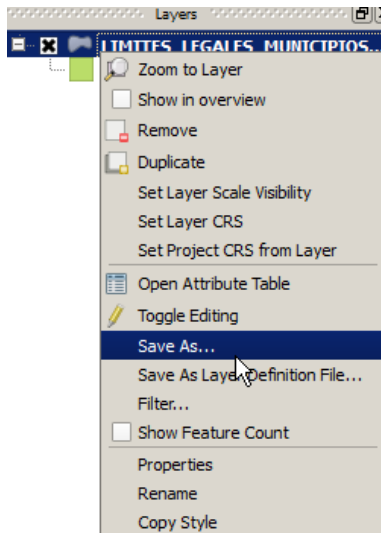 Layers
LIMITES_LEGALES_MUNICIPIOS...
Zoom to Layer
Show in overview
Remove
Duplicate
Set Layer Scale Visibility
Set Layer CRS
Set Project CRS from Layer
Open Attribute Table
Toggle Editing
Save As...
Save As Layer Definition File...
Filter...
Show Feature Count
Properties
Rename
Copy Style